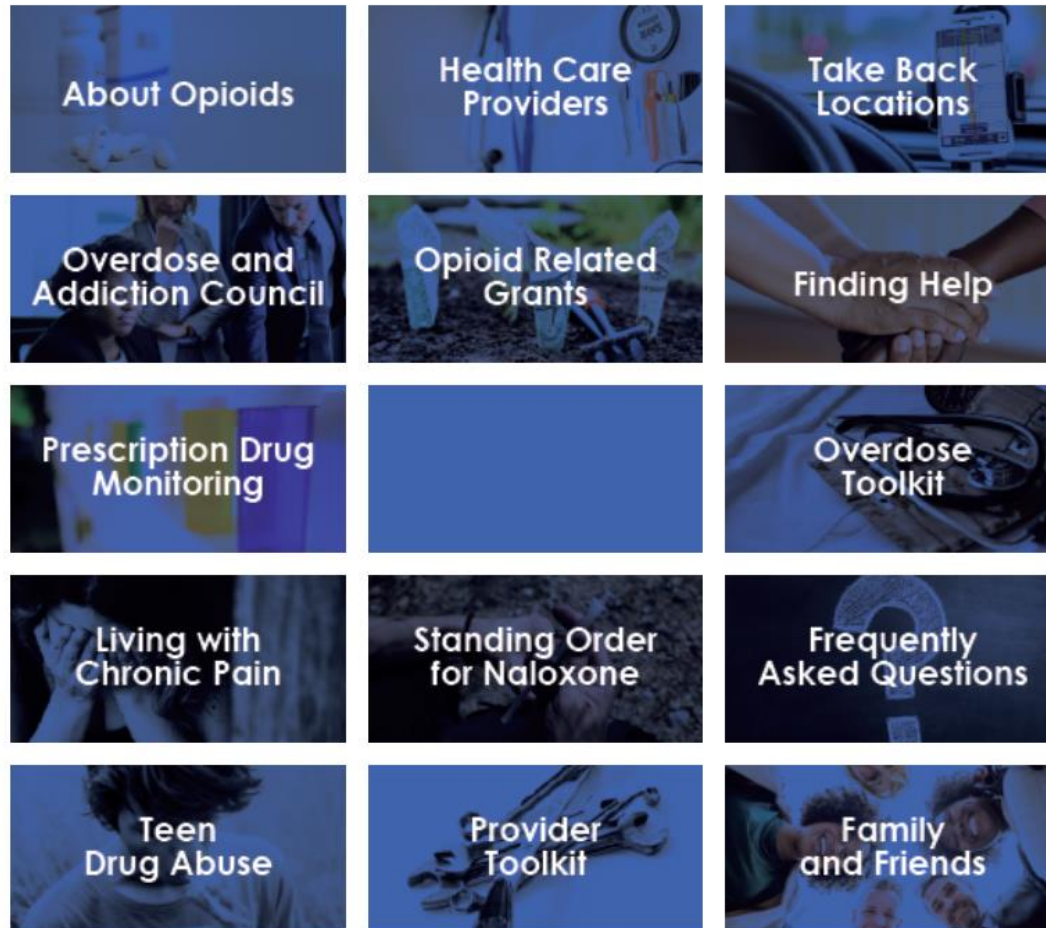 About Opioids
Health Care
Providers
Take Back
Locations
Overdose and
Addiction Council
Opioid Related
Grants
Finding Help
Prescription Drug
Monitoring
Overdose
Toolkit
Living with
Chronic Pain
Standing Order
for Naloxone
Frequently
Asked Questions
Teen
Drug Abuse
Provider
Toolkit
Family
and Friends